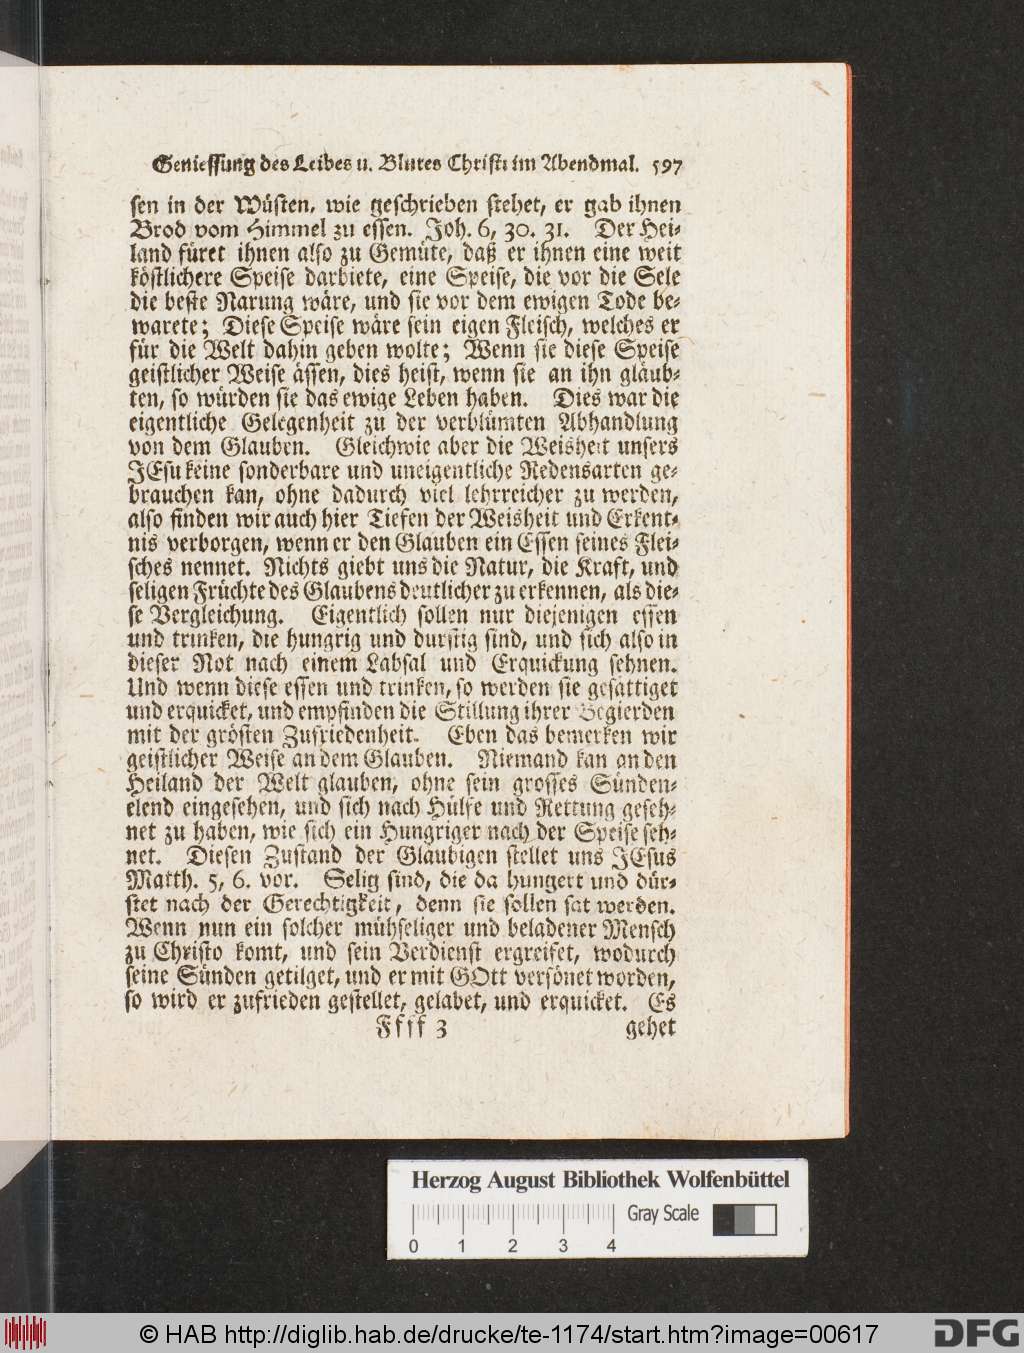 Geniessung des Leibes u. Blutes Christi im Abendmal. 597
sen in der Wüsten, wie geschrieben stehet, er gab ihnen
Brod vom Himmel zu essen. Joh. 6, 30. 31. Der Hei-
land füret ihnen also zu Gemüte, daß er ihnen eine weit
köstlichere Speise darbiete, eine Speise, die vor die Sele
die beste Narung wäre, und sie vor dem ewigen Tode be-
warete; Diese Speise wäre sein eigen Fleisch, welches er
für die Welt dahin geben wolte; Wenn sie diese Speise
geistlicher Weise ässen, dies heist, wenn sie an ihn gläub-
ten, so würden sie das ewige Leben haben. Dies war die
eigentliche Gelegenheit zu der verblümten Abhandlung
von dem Glauben. Gleichwie aber die Weisheit unsers
JEsu keine sonderbare und uneigentliche Redensarten ge-
brauchen kan, ohne dadurch viel lehrreicher zu werden,
also finden wir auch hier Tiefen der Weisheit und Erkent-
nis verborgen, wenn er den Glauben ein Essen seines Flei-
sches nennet. Nichts giebt uns die Natur, die Kraft, und
seligen Früchte des Glaubens deutlicher zu erkennen, als die-
se Vergleichung. Eigentlich sollen nur diejenigen essen
und trinken, die hungrig und durstig sind, und sich also in
dieser Not nach einem Labsal und Erquickung sehnen.
Und wenn diese essen und trinken, so werden sie gesättiget
und erquicket, und empfinden die Stillung ihrer Begierden
mit der grösten Zufriedenheit. Eben das bemerken wir
geistlicher Weise an dem Glauben. Niemand kan an den
Heiland der Welt glauben, ohne sein grosses Sünden-
elend eingesehen, und sich nach Hülfe und Rettung geseh-
net zu haben, wie sich ein Hungriger nach der Speise seh-
net. Diesen Zustand der Gläubigen stellet uns JEsus
Matth. 5, 6. vor. Selig sind, die da hungert und dür-
stet nach der Gerechtigkeit, denn sie sollen sat werden.
Wenn nun ein solcher mühseliger und beladener Mensch
zu Christo komt, und sein Verdienst ergreifet, wodurch
seine Sünden getilget, und er mit GOtt versönet worden,
so wird er zufrieden gestellet, gelabet, und erquicket. Es
Ffff 3 gehet
Herzog August Bibliothek Wolfenbüttel
Gray Scale
0 1 2 3 4
© HAB http://diglib.hab.de/drucke/te-1174/start.htm?image=00617
DFG